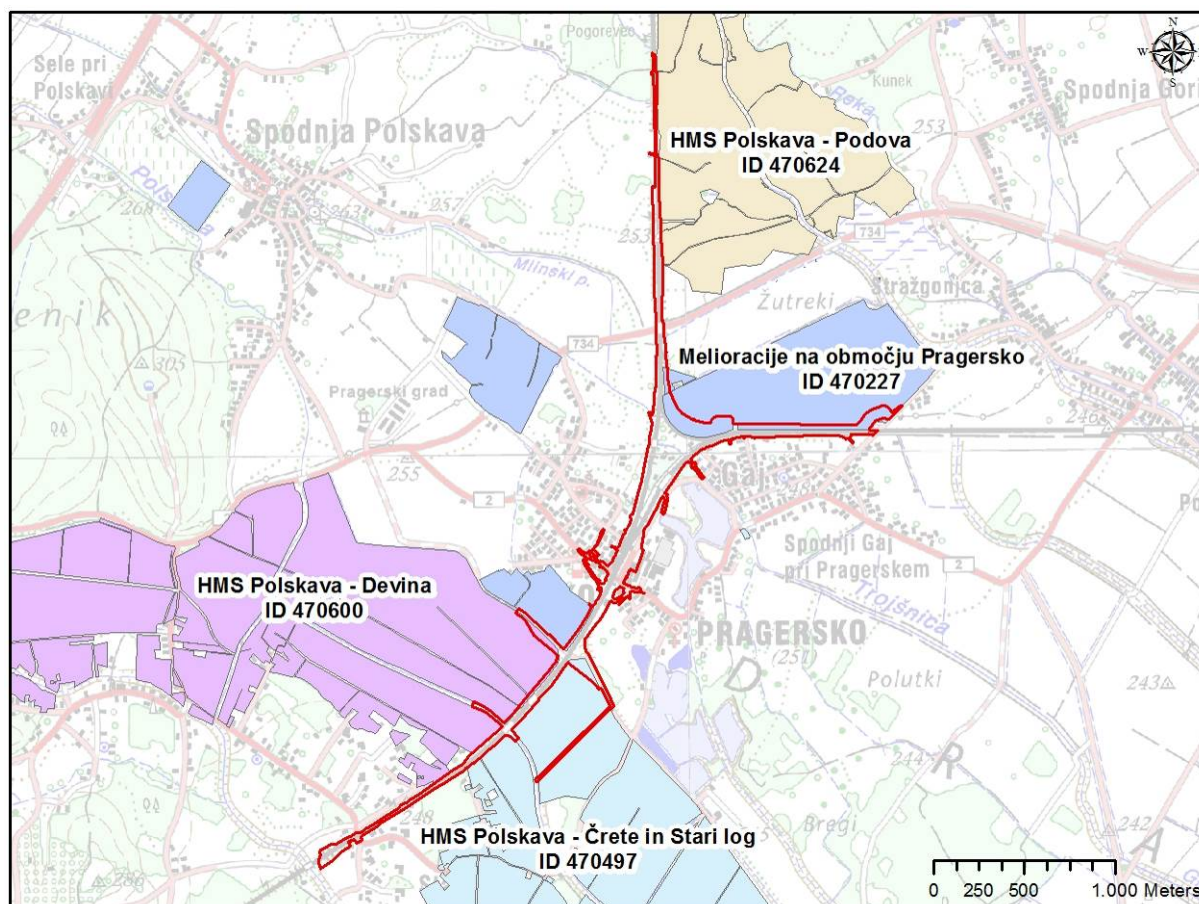 Pogorevec
N
W
S
Sele pri
Polskavi
Kunek
Spodnja Gori
Reka
253
Spodnja Polskava
HMS Polskava - Podova
ID 470624
268
263
257
253
734
Mlinski p.
Žutreki
Stražgonjca
enik
305
734
Melioracije na območju Pragersko
ID 470227
Pragerski grad
255
2
Gaj
Spodnji Gaj
pri Pragerskem
2
HMS Polskava - Devina
ID 470600
Trojšnica
PRAGERSKO
(251)
D
Polutki
243
R
244
248
HMS Polskava - Črete in Stari log
ID 470497
Bregi
242
A
286
0 250 500 1.000 Meters